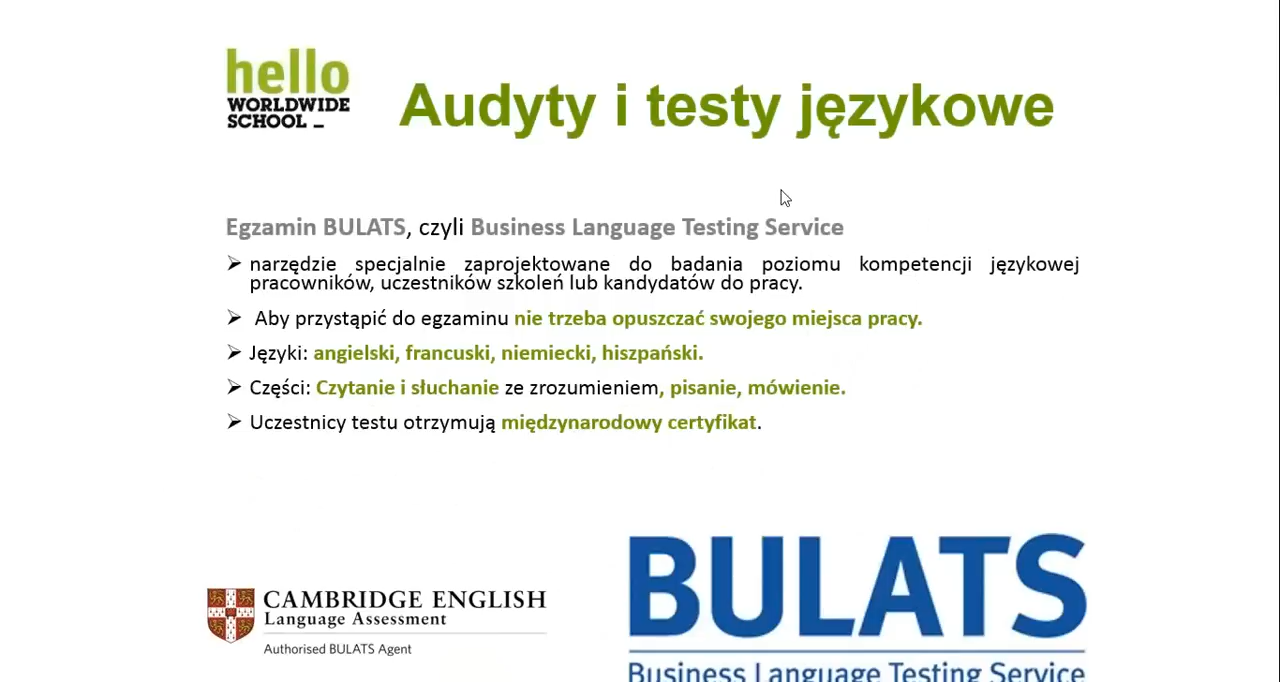 hello
WORLDWIDE
SCHOOL _
Audyty i testy językowe
Egzamin BULATS, czyli Business Language Testing Service
narzędzie specjalnie zaprojektowane do badania poziomu kompetencji językowej
pracowników, uczestników szkoleń lub kandydatów do pracy.
Aby przystąpić do egzaminu nie trzeba opuszczać swojego miejsca pracy.
Języki: angielski, francuski, niemiecki, hiszpański.
Części: Czytanie i słuchanie ze zrozumieniem, pisanie, mówienie.
Uczestnicy testu otrzymują międzynarodowy certyfikat.
CAMBRIDGE ENGLISH
Language Assessment
Authorised BULATS Agent
BULATS
Business Language Testing Service